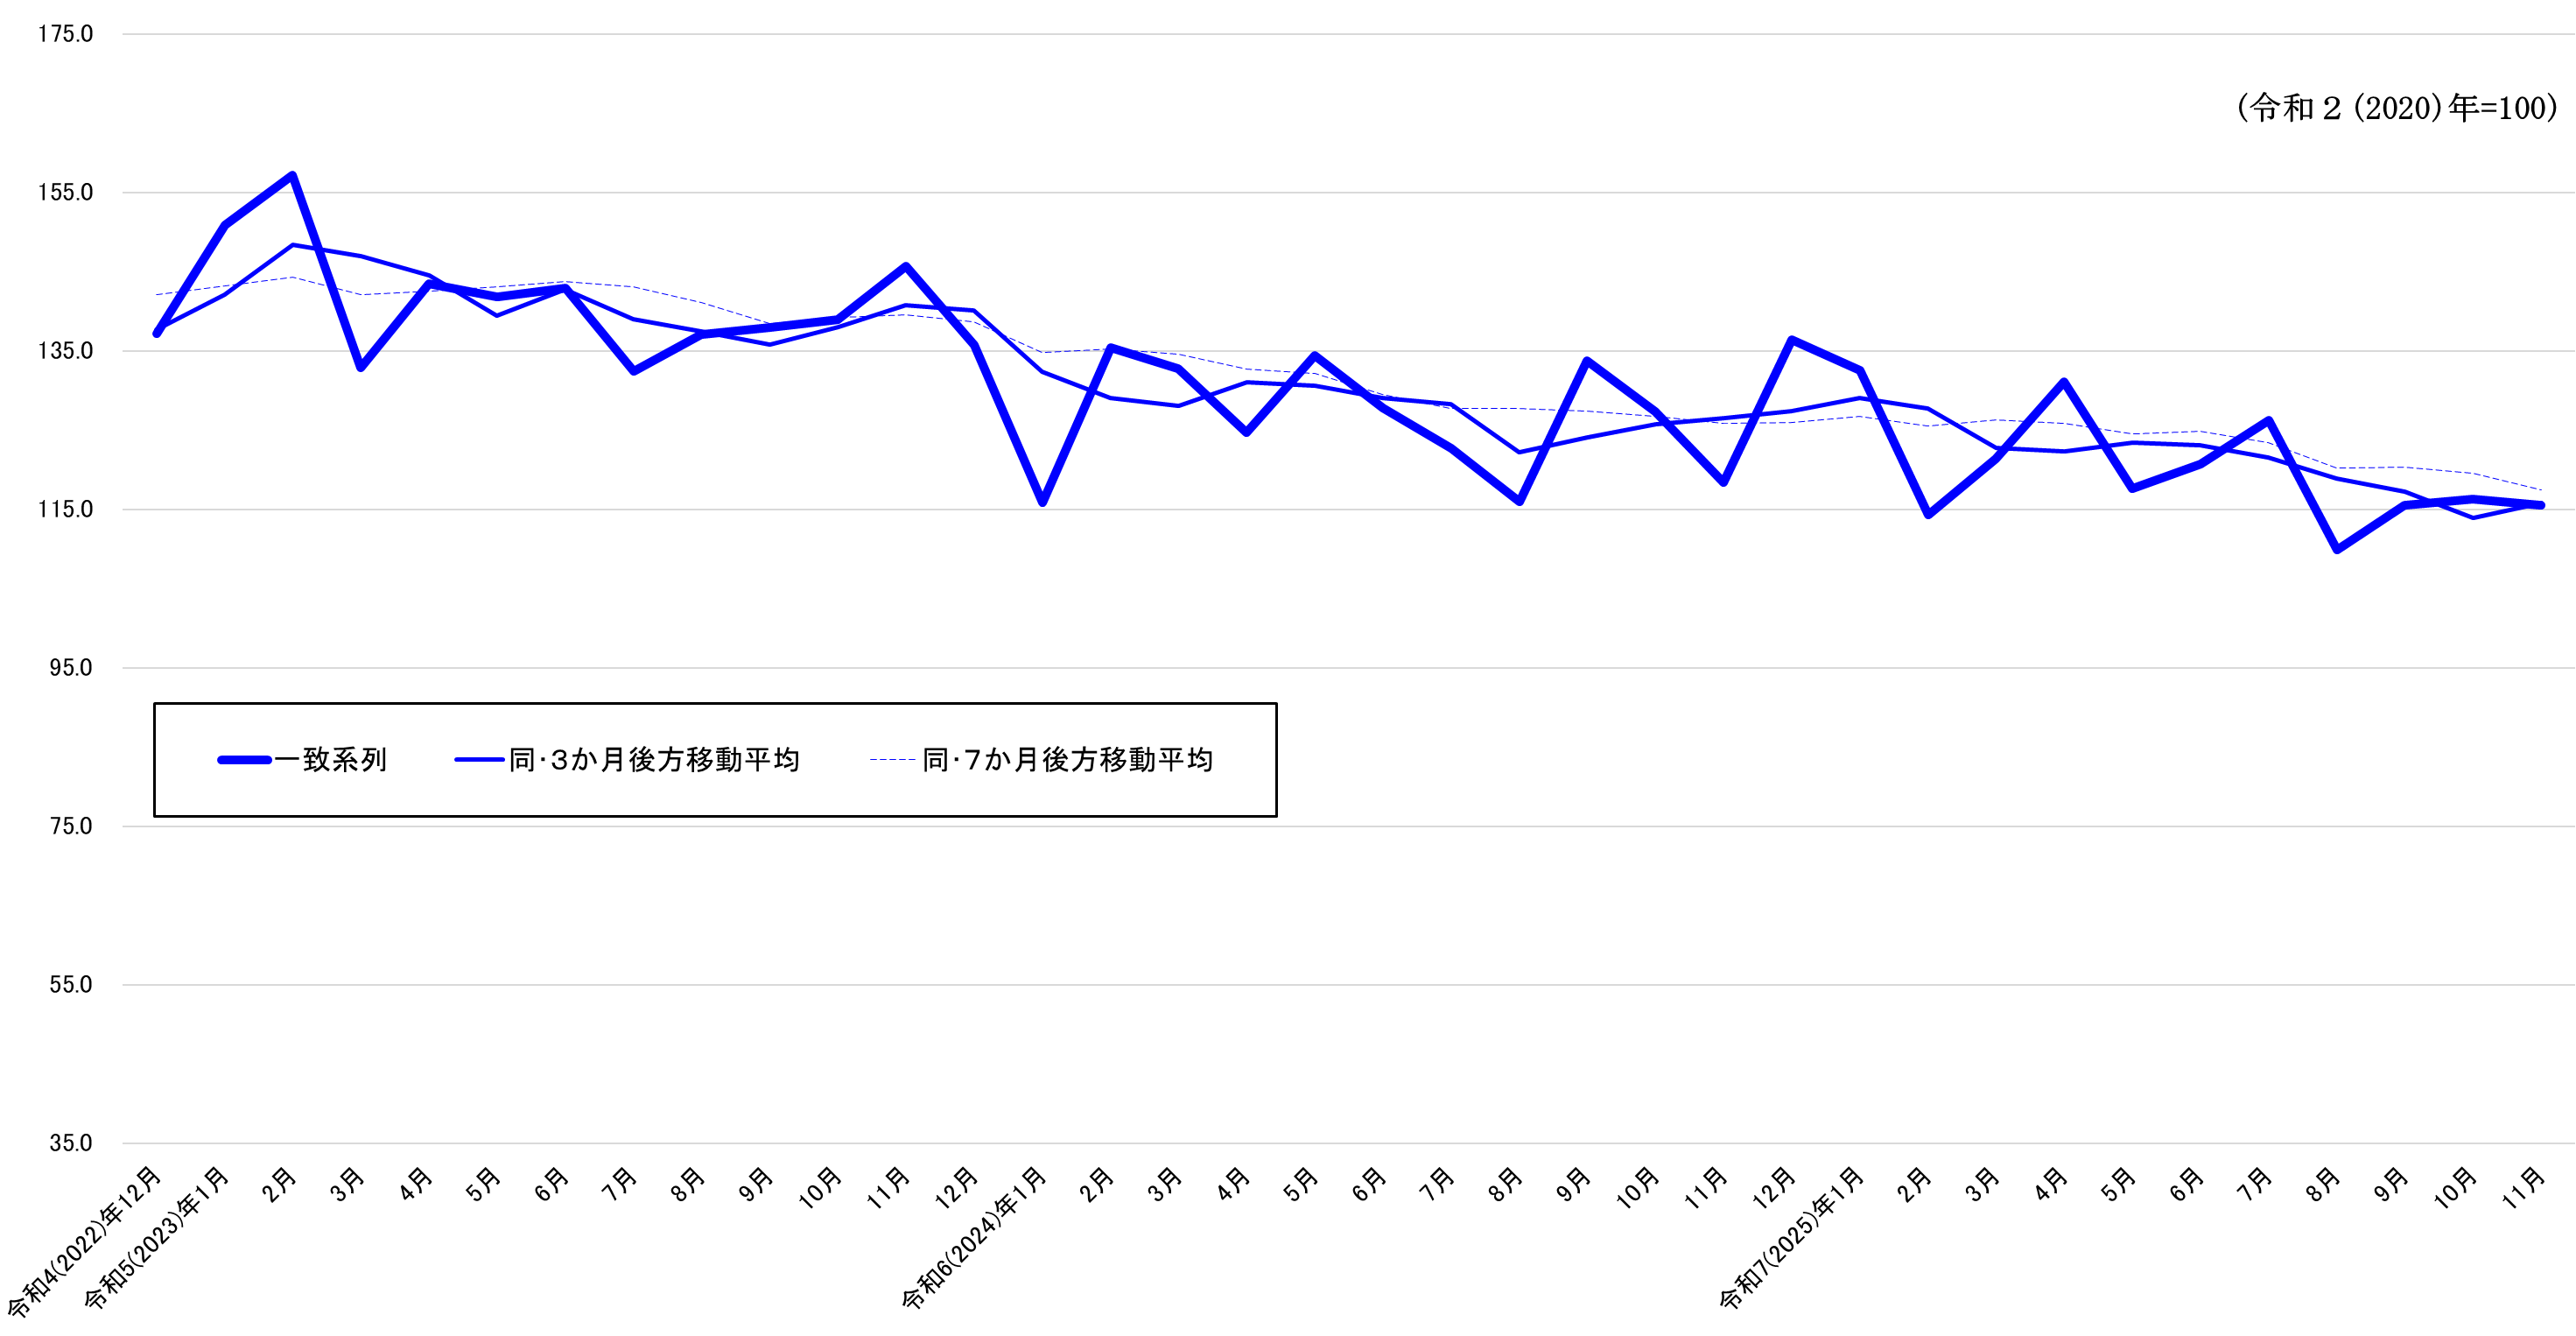 175.0
(令和２(2020)年=100)
155.0
135.0
115.0
95.0
一致系列 同･３か月後方移動平均 同･７か月後方移動平均
75.0
55.0
35.0
令和4(2022)年12月
令和5(2023)年1月
2月
3月
4月
5月
6月
7月
8月
9月
10月
11月
12月
令和6(2024)年1月
2月
3月
4月
5月
6月
7月
8月
9月
10月
11月
12月
令和7(2025)年1月
2月
3月
4月
5月
6月
7月
8月
9月
10月
11月